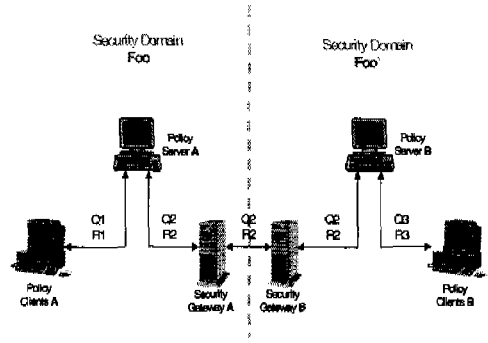 Security Domain
Foo
Security Domain
Foo'
Policy
Server A
Policy
Server B
Q1
R1
Q2
R2
Q2
R2
Q2
R2
Q3
R3
Policy
Clients A
Security
Gateway A
Security
Gateway B
Policy
Clients B